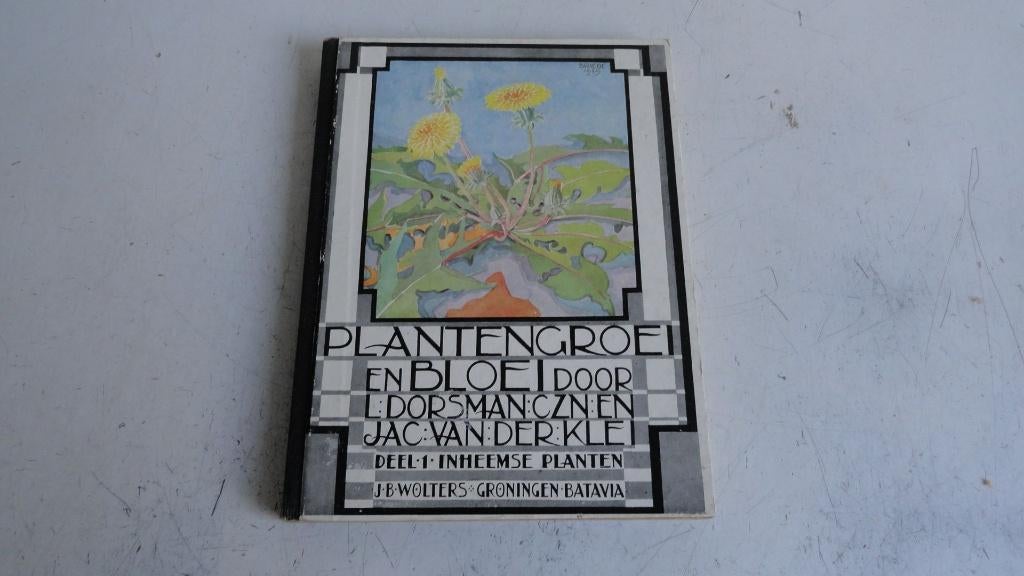 PLANTENGROEI
EN BLOEI DOOR
L:DORSMAN:CZN:EN
JAC:VAN:DER:KLEI
DEEL·1·INHEEMSE PLANTEN
J·B·WOLTERS⁘GRONINGEN·BATAVIA